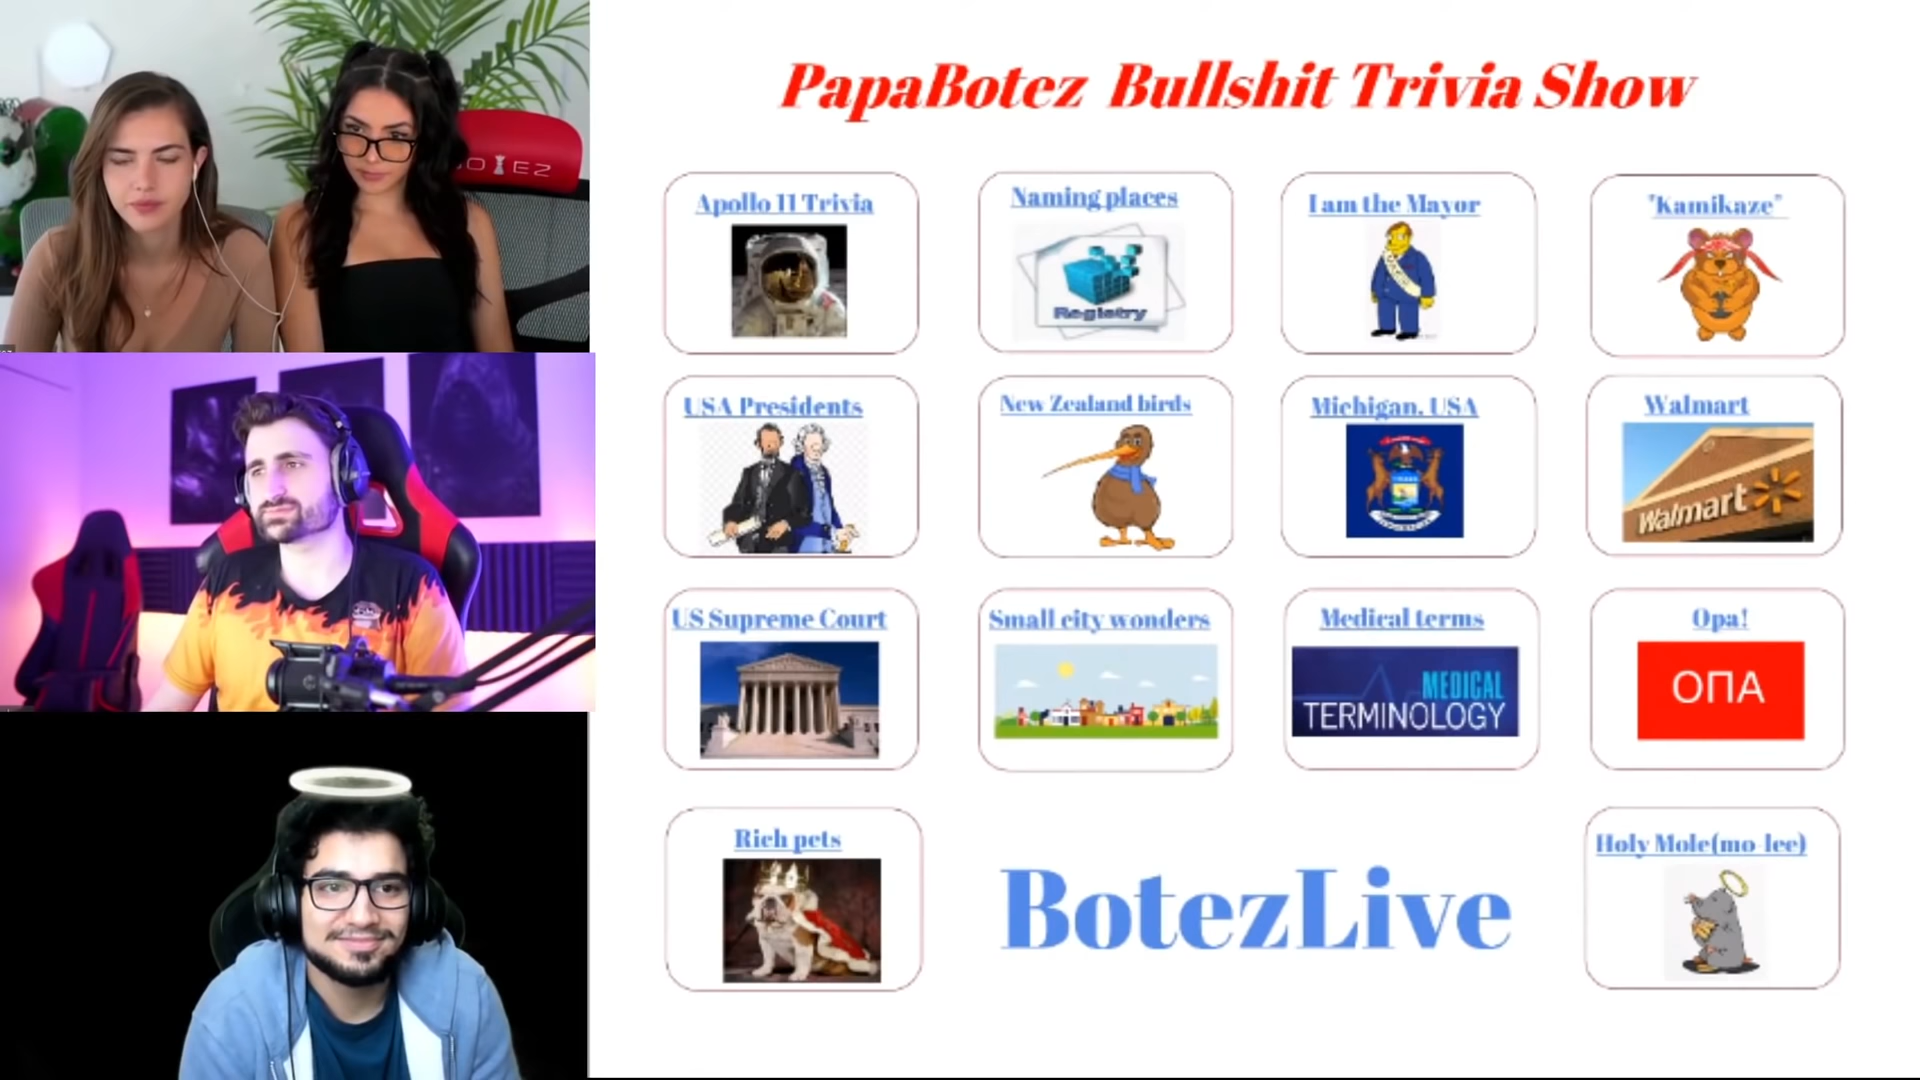 PapaBotez Bullshit Trivia Show
Apollo 11 Trivia
Naming places
Registry
I am the Mayor
"Kamikaze"
USA Presidents
New Zealand birds
Michigan, USA
Walmart
Walmart
US Supreme Court
Small city wonders
Medical terms
MEDICAL
TERMINOLOGY
Opa!
ОПА
Rich pets
BotezLive
Holy Mole(mo-lee)